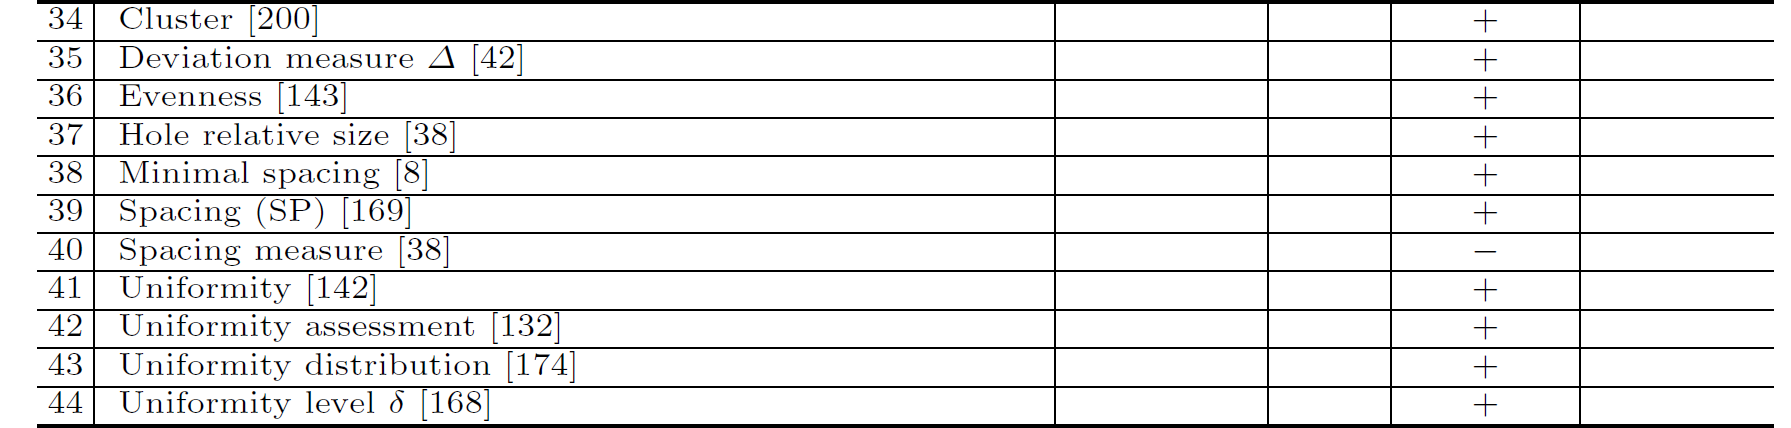 34 Cluster [200] +
35 Deviation measure Δ [42] +
36 Evenness [143] +
37 Hole relative size [38] +
38 Minimal spacing [8] +
39 Spacing (SP) [169] +
40 Spacing measure [38] −
41 Uniformity [142] +
42 Uniformity assessment [132] +
43 Uniformity distribution [174] +
44 Uniformity level δ [168] +